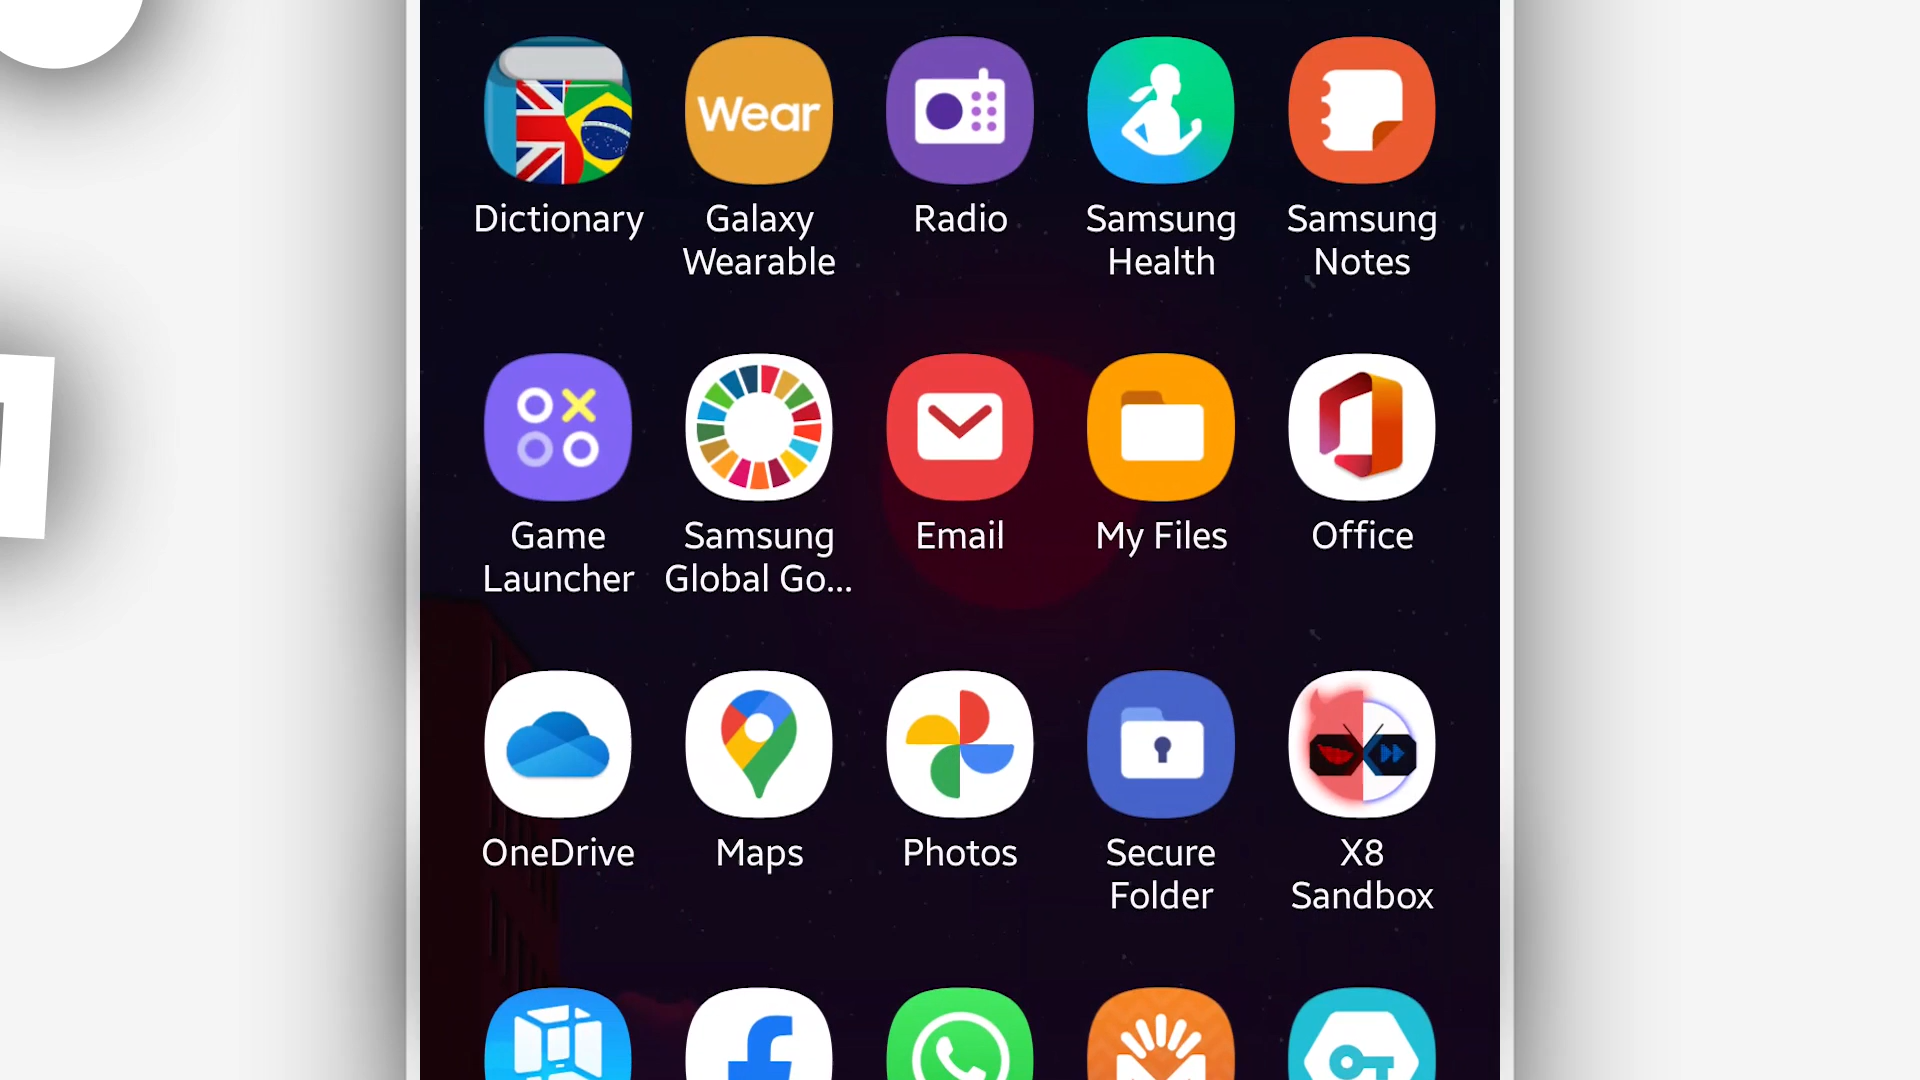 Wear
Dictionary
Galaxy
Wearable
Radio
Samsung
Health
Samsung
Notes
Game
Launcher
Samsung
Global Go...
Email
My Files
Office
OneDrive
Maps
Photos
Secure
Folder
X8
Sandbox